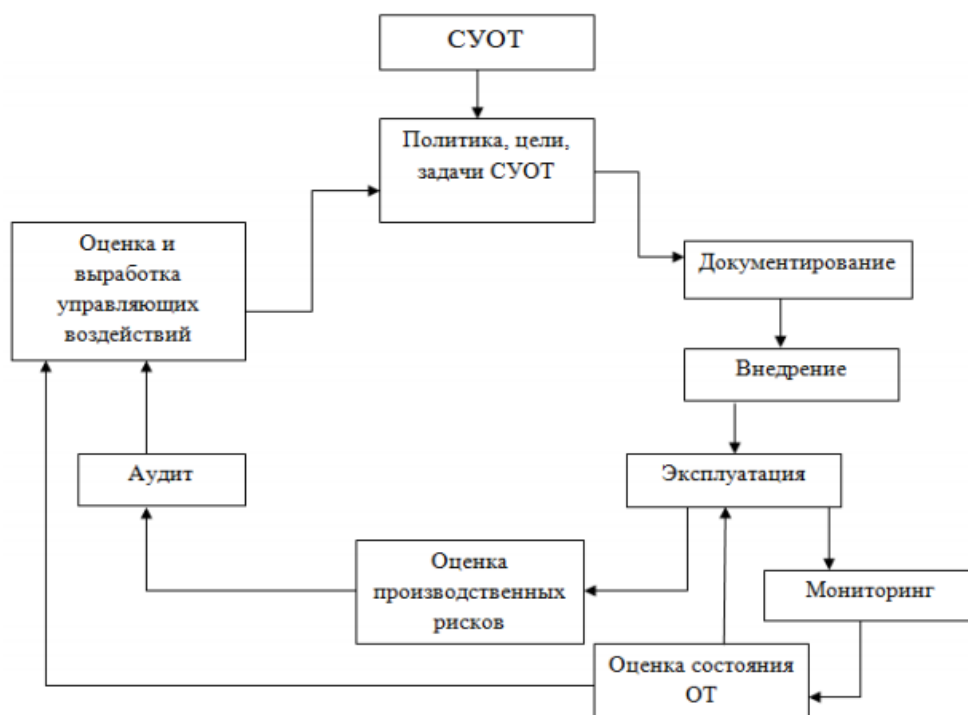 СУОТ
Политика, цели,
задачи СУОТ
Оценка и
выработка
управляющих
воздействий
Документирование
Внедрение
Аудит
Эксплуатация
Оценка
производственных
рисков
Мониторинг
Оценка состояния
ОТ